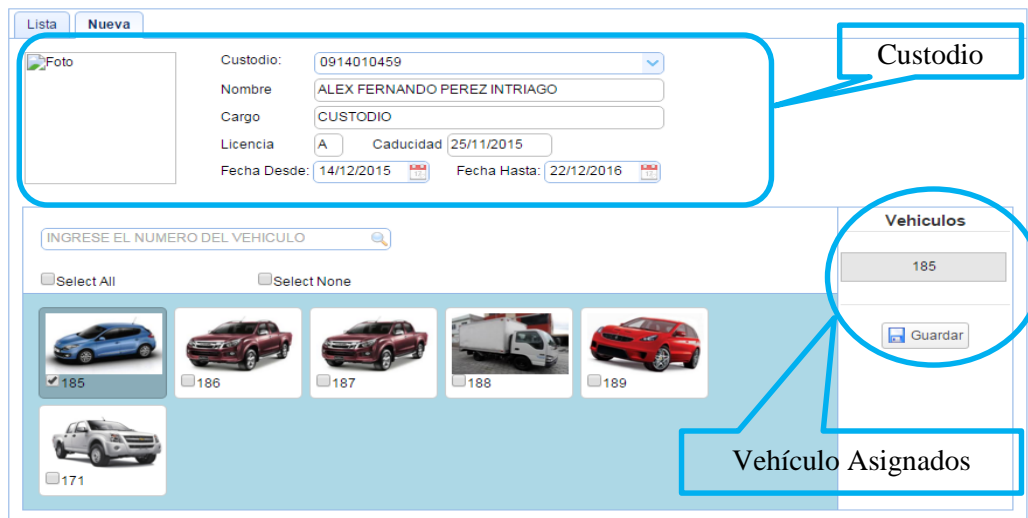 Lista Nueva
Foto
Custodio: 0914010459
Nombre ALEX FERNANDO PEREZ INTRIAGO
Cargo CUSTODIO
Licencia A Caducidad 25/11/2015
Fecha Desde: 14/12/2015 Fecha Hasta: 22/12/2016
Custodio
INGRESE EL NUMERO DEL VEHICULO
Select All Select None
185 186 187 188 189
171
Vehiculos
185
Guardar
Vehículo Asignados